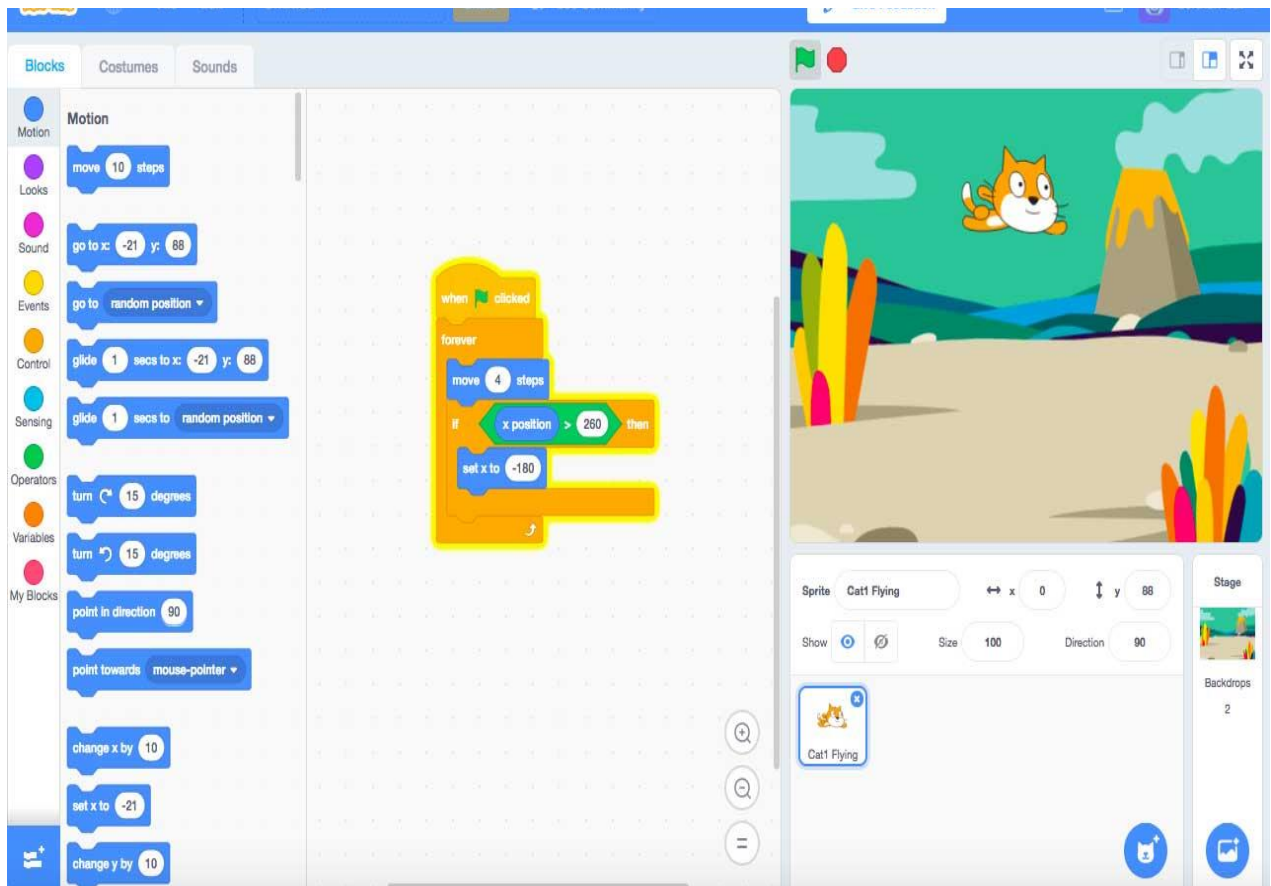 Blocks
Costumes
Sounds
Motion
Looks
Sound
Events
Control
Sensing
Operators
Variables
My Blocks
Motion
move 10 steps
go to x: -21 y: 88
go to random position
glide 1 secs to x: -21 y: 88
glide 1 secs to random position
turn 15 degrees
turn 15 degrees
point in direction 90
point towards mouse-pointer
change x by 10
set x to -21
change y by 10
when clicked
forever
move 4 steps
if x position > 260 then
set x to -180
Sprite Cat1 Flying x 0 y 88
Show Size 100 Direction 90
Cat1 Flying
Stage
Backdrops
2